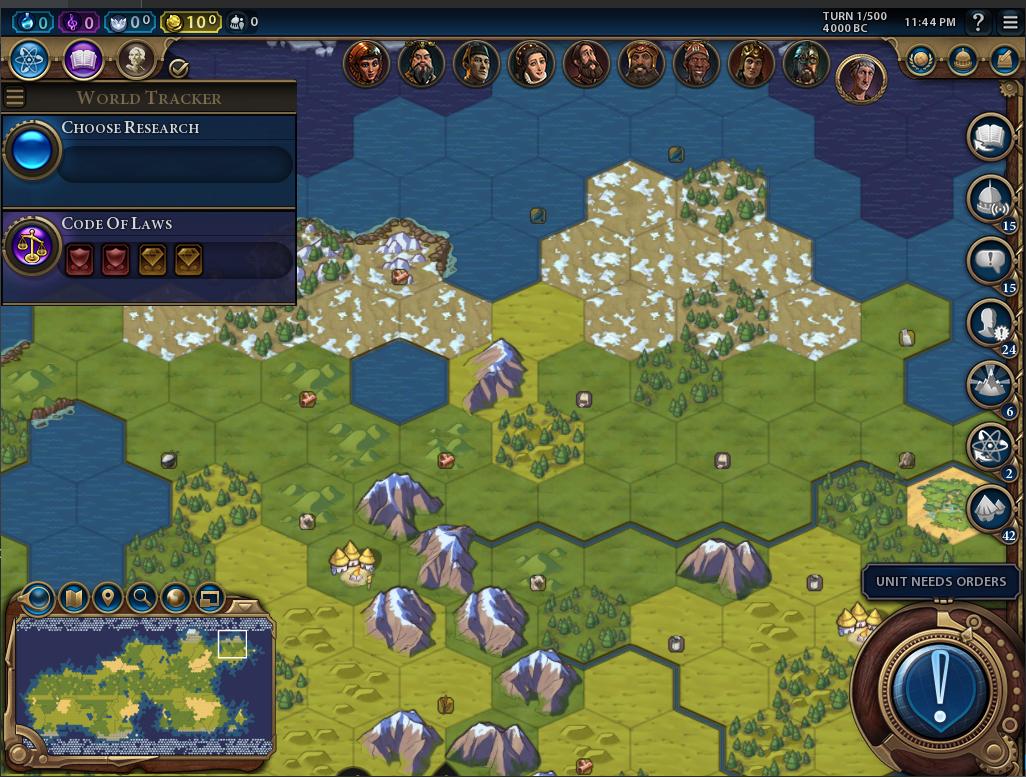 0 0 0 0 10 0 0
TURN 1/500
4000 BC
11:44 PM ?
WORLD TRACKER
CHOOSE RESEARCH
CODE OF LAWS
15
15
24
6
2
42
UNIT NEEDS ORDERS